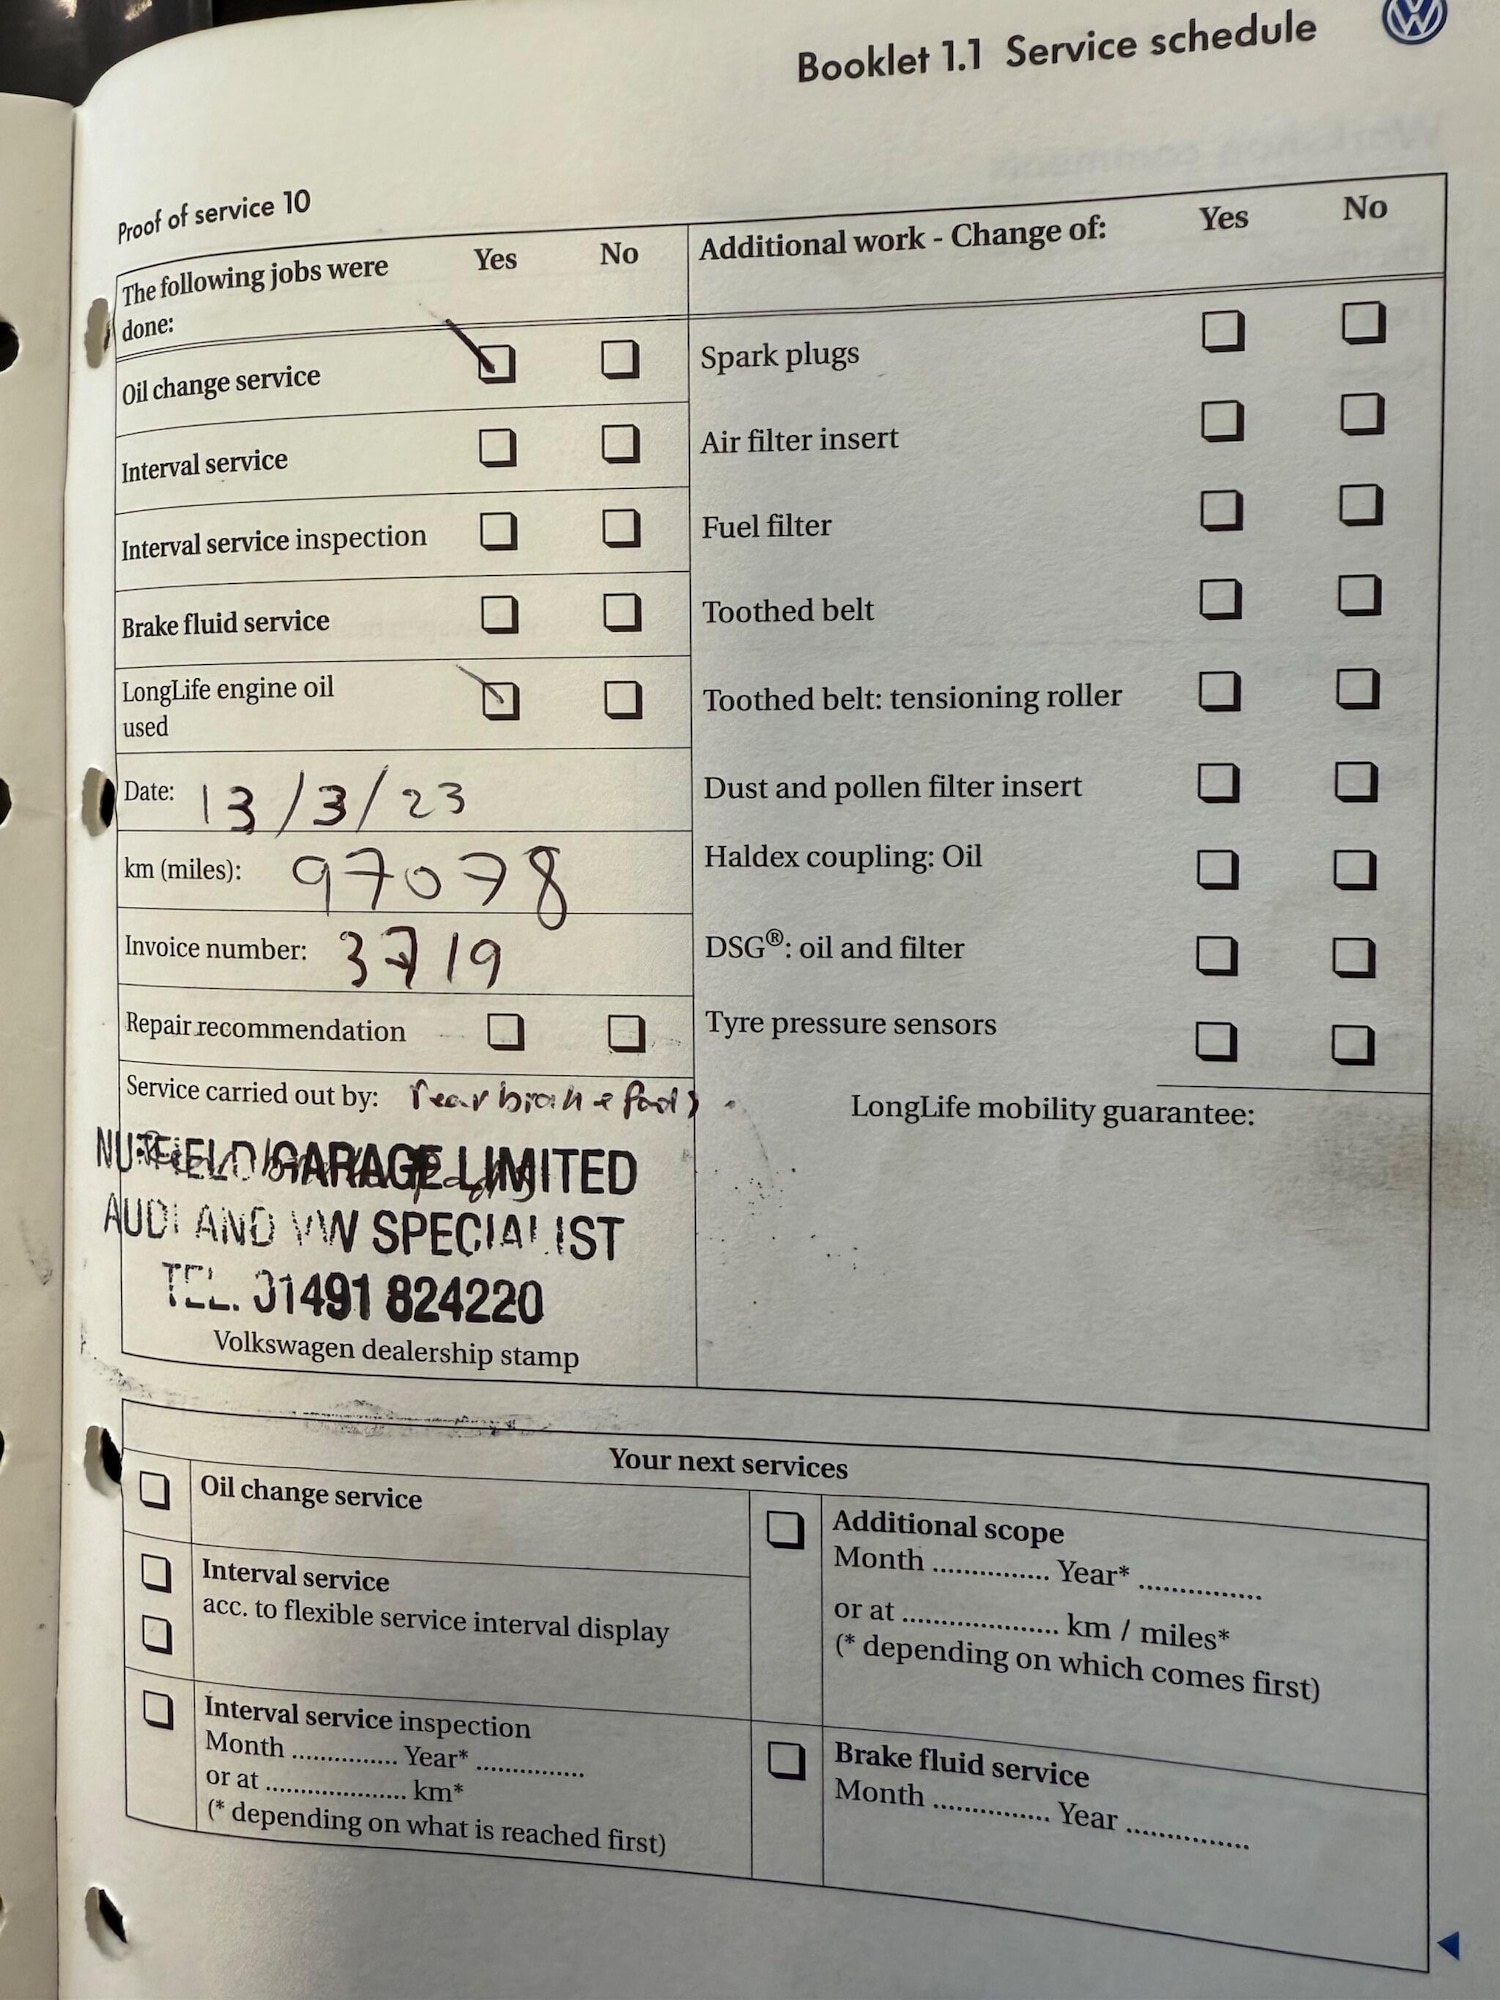 Booklet 1.1 Service schedule
Proof of service 10
The following jobs were done: Yes No
Oil change service
Interval service
Interval service inspection
Brake fluid service
LongLife engine oil used
Date: 13/3/23
km (miles): 97078
Invoice number: 3719
Repair recommendation
Service carried out by: rear brake pads
NUTFIELD GARAGE LIMITED
AUDI AND VW SPECIALIST
TEL. 01491 824220
Volkswagen dealership stamp
Additional work - Change of: Yes No
Spark plugs
Air filter insert
Fuel filter
Toothed belt
Toothed belt: tensioning roller
Dust and pollen filter insert
Haldex coupling: Oil
DSG®: oil and filter
Tyre pressure sensors
LongLife mobility guarantee:
Your next services
Oil change service
Interval service
acc. to flexible service interval display
Interval service inspection
Month ............... Year* ...............
or at .................... km*
(* depending on what is reached first)
Additional scope
Month ............... Year* ...............
or at .................... km / miles*
(* depending on which comes first)
Brake fluid service
Month ............... Year ...............